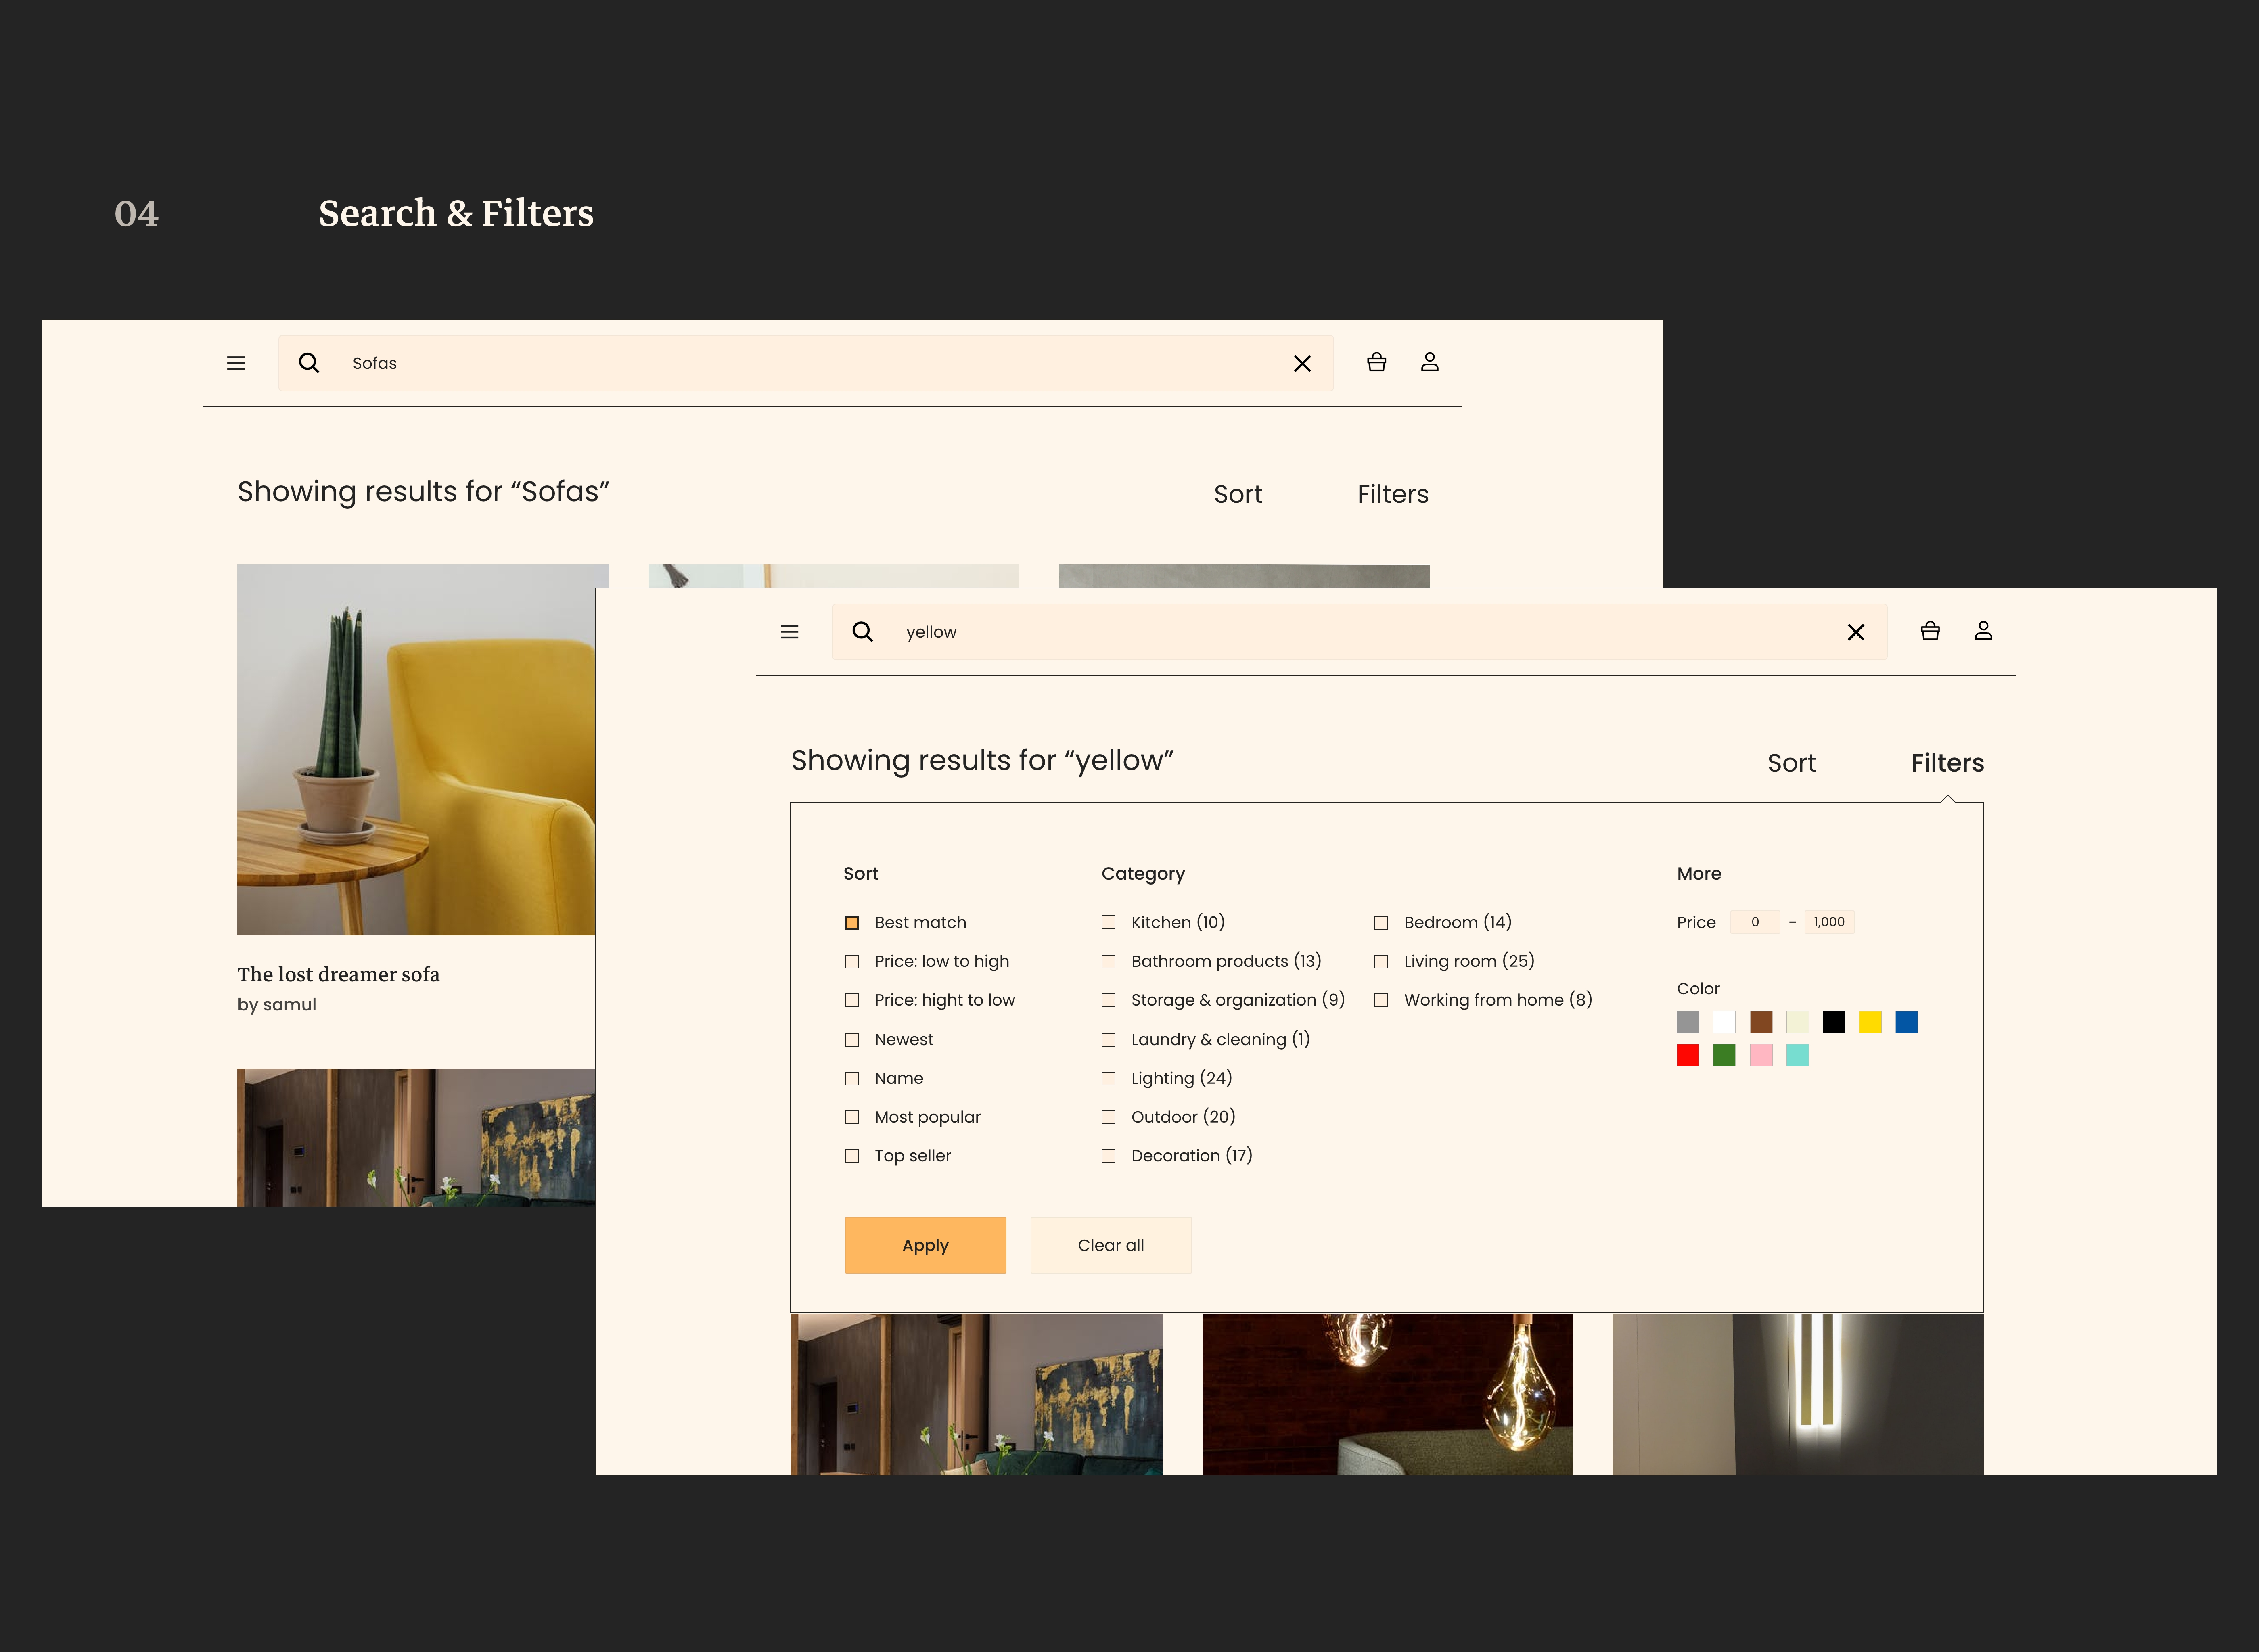 04
Search & Filters
Sofas
Showing results for “Sofas”
Sort
Filters
The lost dreamer sofa
by samul
yellow
Showing results for “yellow”
Sort
Filters
Sort
Best match
Price: low to high
Price: hight to low
Newest
Name
Most popular
Top seller
Category
Kitchen (10)
Bathroom products (13)
Storage & organization (9)
Laundry & cleaning (1)
Lighting (24)
Outdoor (20)
Decoration (17)
Bedroom (14)
Living room (25)
Working from home (8)
More
Price 0 – 1,000
Color
Apply
Clear all